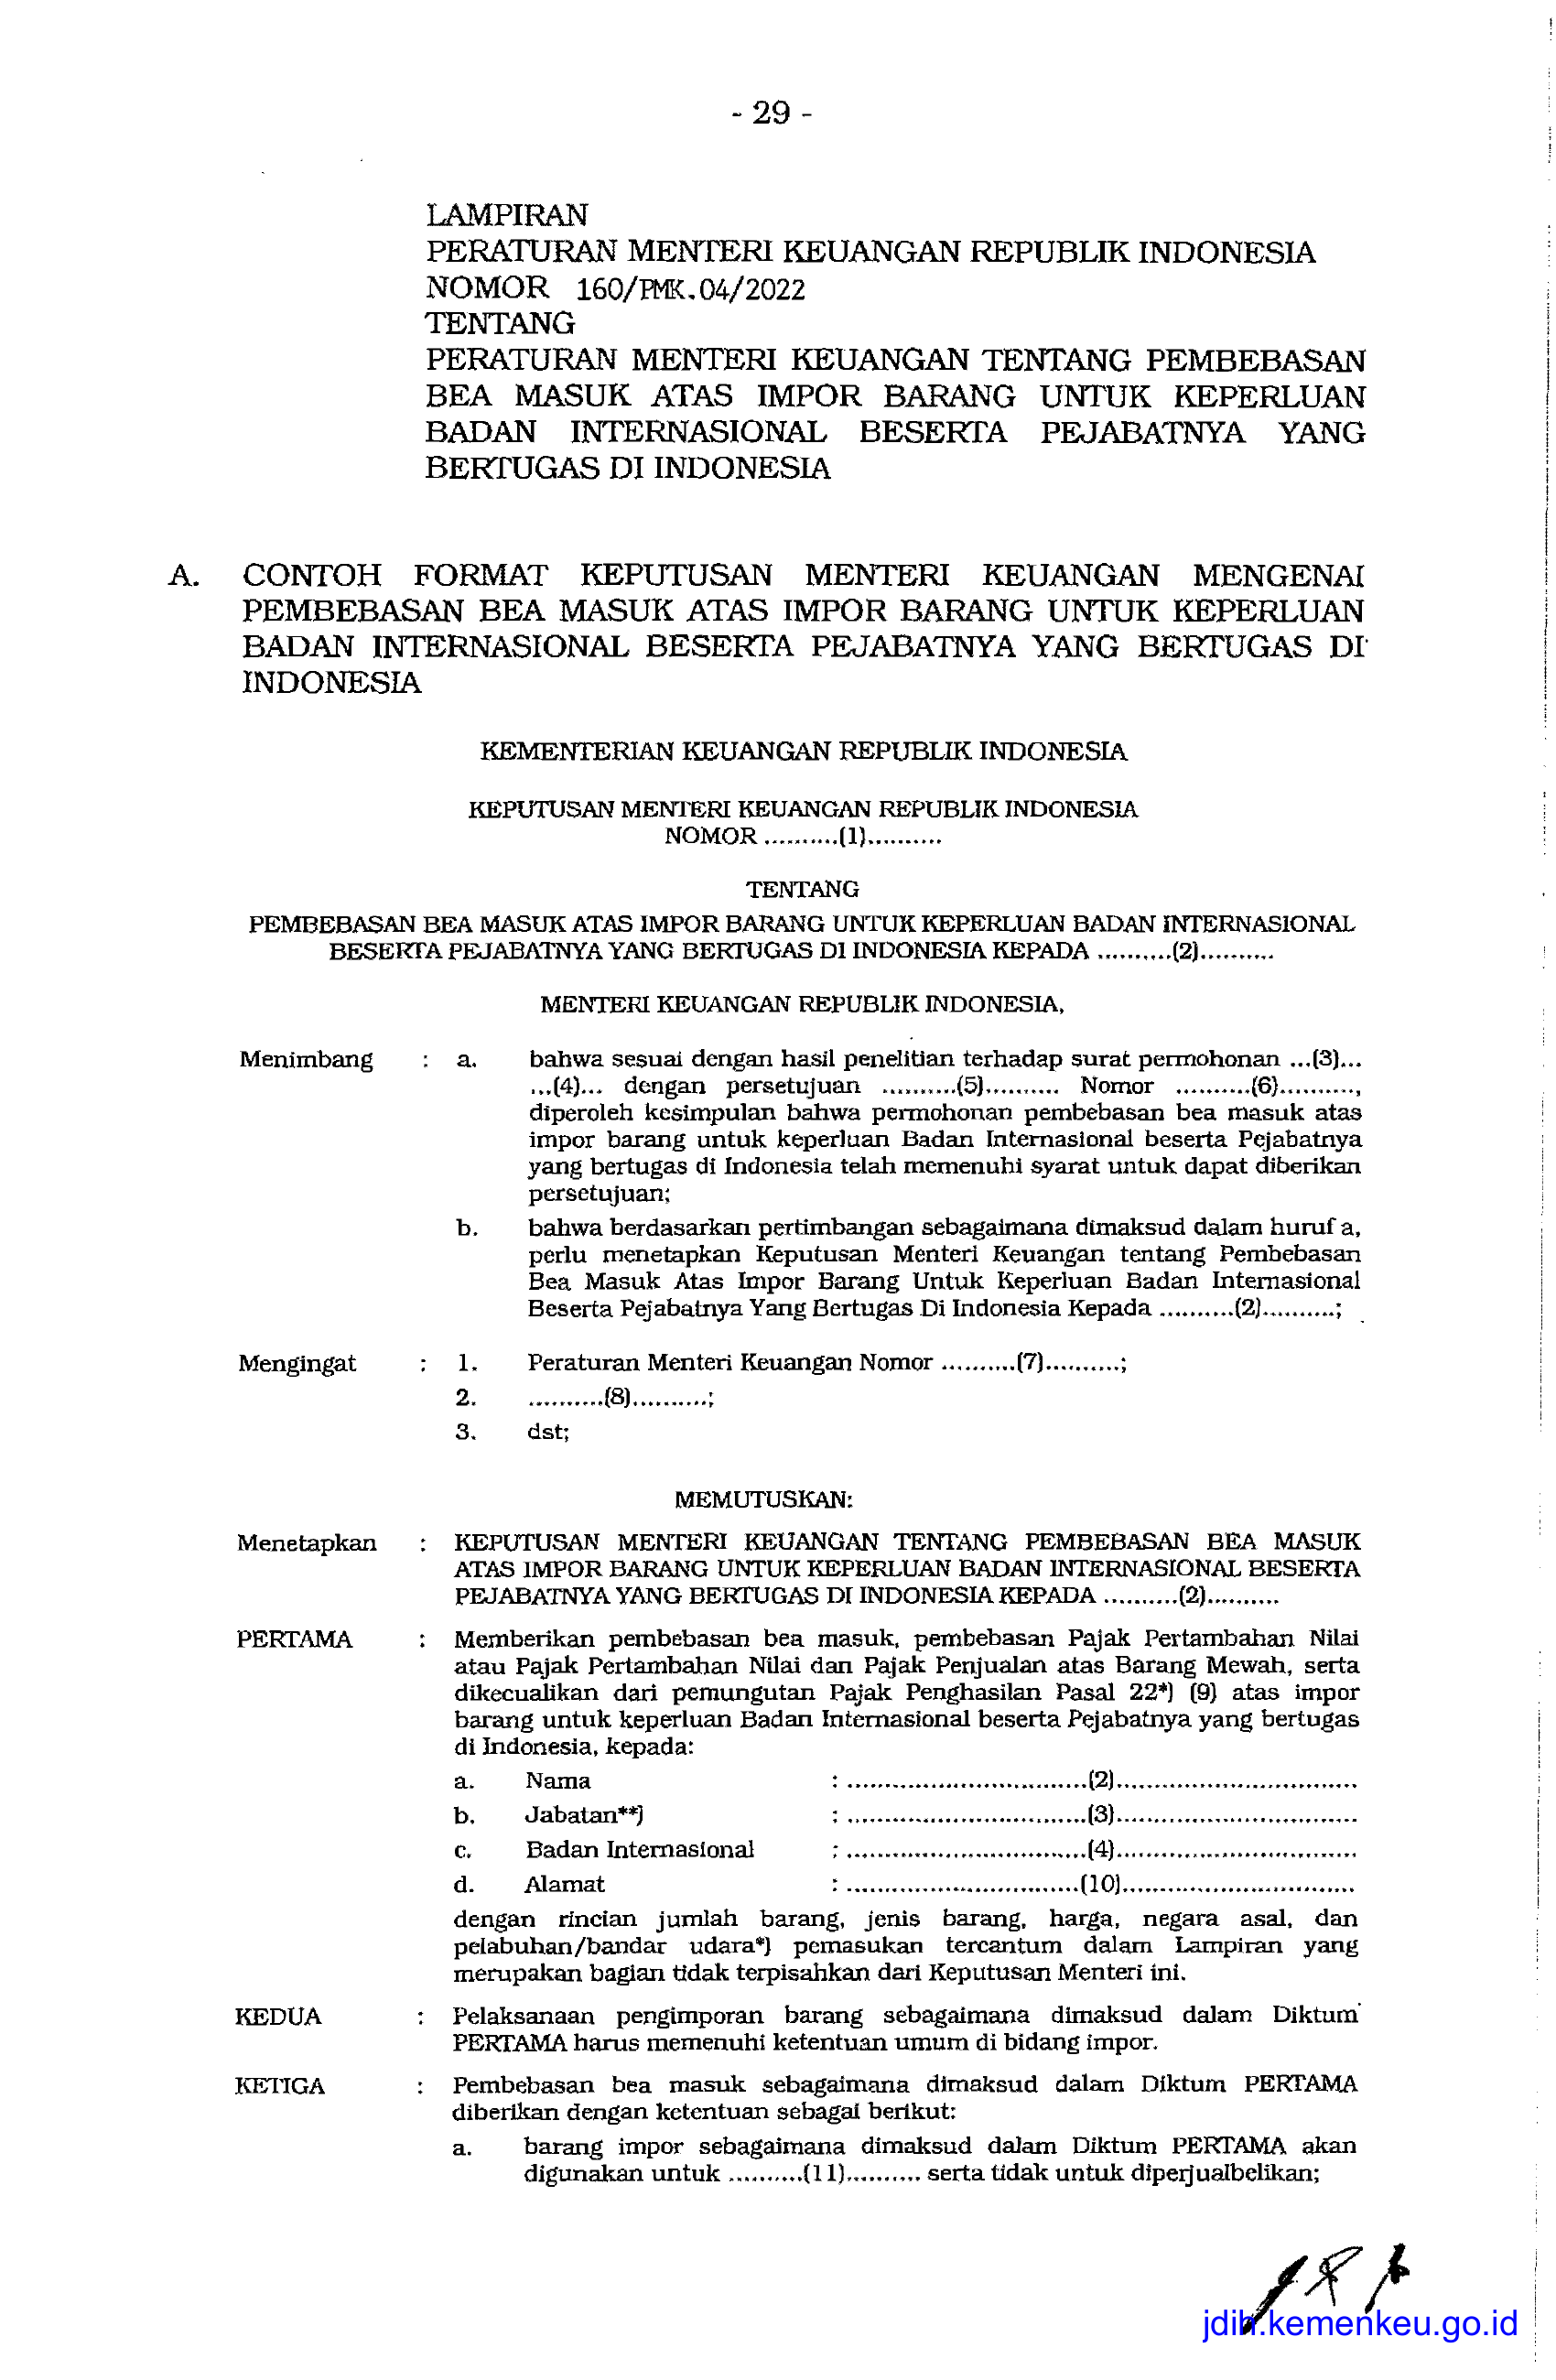 - 29 -
LAMPIRAN
PERATURAN MENTERI KEUANGAN REPUBLIK INDONESIA
NOMOR 160/PMK.04/2022
TENTANG
PERATURAN MENTERI KEUANGAN TENTANG PEMBEBASAN
BEA MASUK ATAS IMPOR BARANG UNTUK KEPERLUAN
BADAN INTERNASIONAL BESERTA PEJABATNYA YANG
BERTUGAS DI INDONESIA
A. CONTOH FORMAT KEPUTUSAN MENTERI KEUANGAN MENGENAI
PEMBEBASAN BEA MASUK ATAS IMPOR BARANG UNTUK KEPERLUAN
BADAN INTERNASIONAL BESERTA PEJABATNYA YANG BERTUGAS DI
INDONESIA
KEMENTERIAN KEUANGAN REPUBLIK INDONESIA
KEPUTUSAN MENTERI KEUANGAN REPUBLIK INDONESIA
NOMOR ..........(1)..........
TENTANG
PEMBEBASAN BEA MASUK ATAS IMPOR BARANG UNTUK KEPERLUAN BADAN INTERNASIONAL
BESERTA PEJABATNYA YANG BERTUGAS DI INDONESIA KEPADA ..........(2)..........
MENTERI KEUANGAN REPUBLIK INDONESIA,
Menimbang : a. bahwa sesuai dengan hasil penelitian terhadap surat permohonan ...(3)...
...(4)... dengan persetujuan ..........(5).......... Nomor ..........(6)..........,
diperoleh kesimpulan bahwa permohonan pembebasan bea masuk atas
impor barang untuk keperluan Badan Internasional beserta Pejabatnya
yang bertugas di Indonesia telah memenuhi syarat untuk dapat diberikan
persetujuan;
b. bahwa berdasarkan pertimbangan sebagaimana dimaksud dalam huruf a,
perlu menetapkan Keputusan Menteri Keuangan tentang Pembebasan
Bea Masuk Atas Impor Barang Untuk Keperluan Badan Internasional
Beserta Pejabatnya Yang Bertugas Di Indonesia Kepada ..........(2)..........;
Mengingat : 1. Peraturan Menteri Keuangan Nomor ..........(7)..........;
2. ..........(8)..........;
3. dst;
MEMUTUSKAN:
Menetapkan : KEPUTUSAN MENTERI KEUANGAN TENTANG PEMBEBASAN BEA MASUK
ATAS IMPOR BARANG UNTUK KEPERLUAN BADAN INTERNASIONAL BESERTA
PEJABATNYA YANG BERTUGAS DI INDONESIA KEPADA ..........(2)..........
PERTAMA : Memberikan pembebasan bea masuk, pembebasan Pajak Pertambahan Nilai
atau Pajak Pertambahan Nilai dan Pajak Penjualan atas Barang Mewah, serta
dikecualikan dari pemungutan Pajak Penghasilan Pasal 22*) (9) atas impor
barang untuk keperluan Badan Internasional beserta Pejabatnya yang bertugas
di Indonesia, kepada:
a. Nama : ................................(2)................................
b. Jabatan**) : ................................(3)................................
c. Badan Internasional : ................................(4)................................
d. Alamat : ...............................(10)...............................
dengan rincian jumlah barang, jenis barang, harga, negara asal, dan
pelabuhan/bandar udara*) pemasukan tercantum dalam Lampiran yang
merupakan bagian tidak terpisahkan dari Keputusan Menteri ini.
KEDUA : Pelaksanaan pengimporan barang sebagaimana dimaksud dalam Diktum
PERTAMA harus memenuhi ketentuan umum di bidang impor.
KETIGA : Pembebasan bea masuk sebagaimana dimaksud dalam Diktum PERTAMA
diberikan dengan ketentuan sebagai berikut:
a. barang impor sebagaimana dimaksud dalam Diktum PERTAMA akan
digunakan untuk ..........(11).......... serta tidak untuk diperjualbelikan;
jdih.kemenkeu.go.id